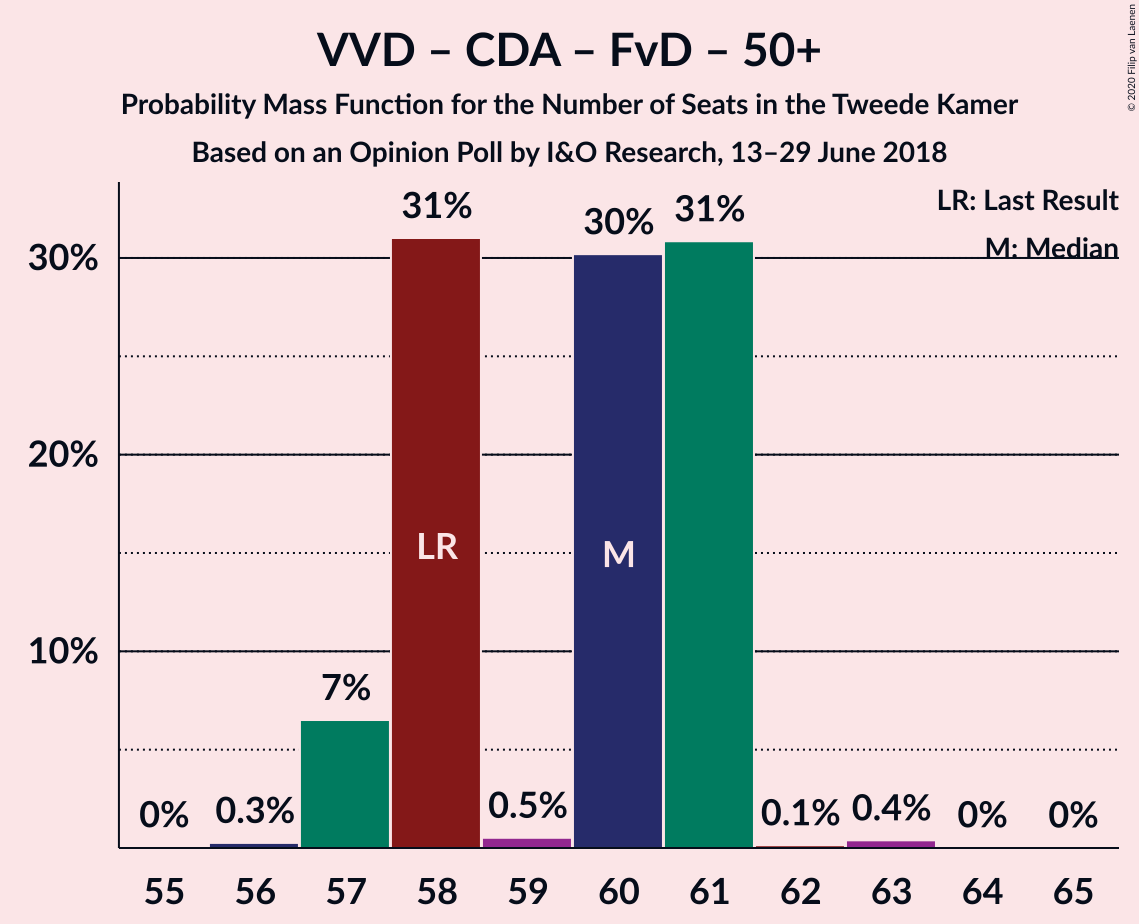 VVD – CDA – FvD – 50+
Probability Mass Function for the Number of Seats in the Tweede Kamer
Based on an Opinion Poll by I&O Research, 13–29 June 2018
© 2020 Filip van Laenen
LR: Last Result
M: Median
30%
20%
10%
0%
0.3%
7%
31%
0.5%
30%
31%
0.1%
0.4%
0%
0%
LR
M
55 56 57 58 59 60 61 62 63 64 65